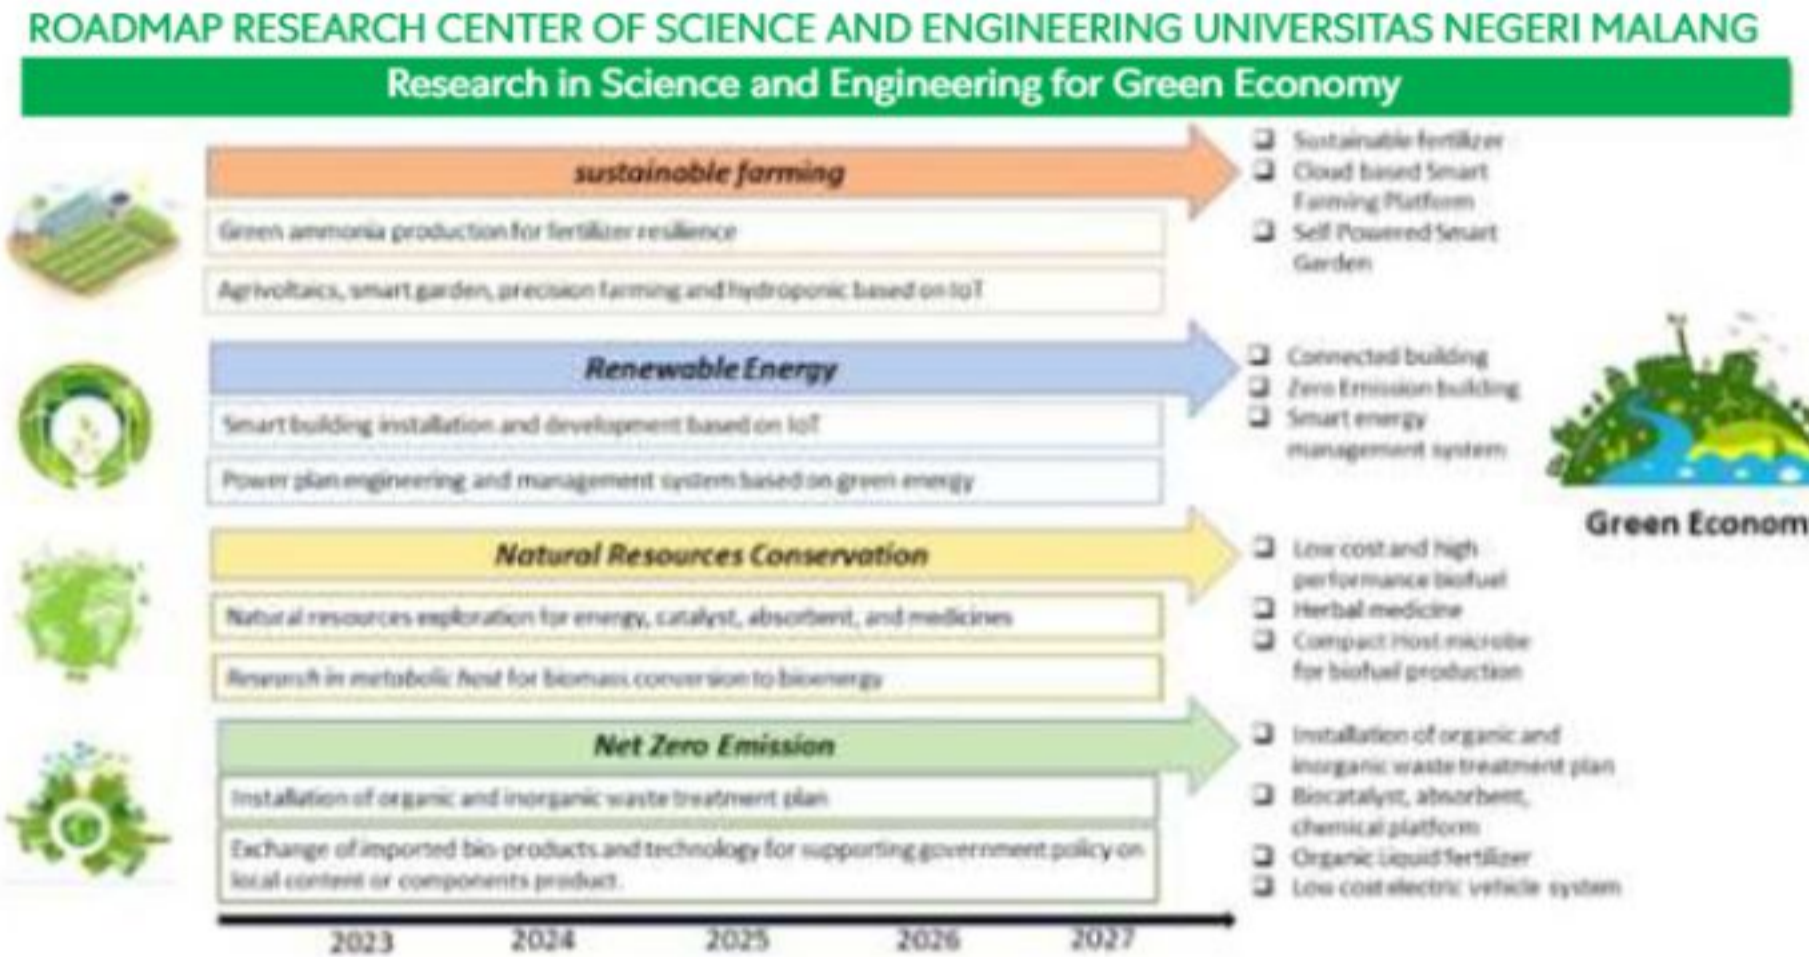 ROADMAP RESEARCH CENTER OF SCIENCE AND ENGINEERING UNIVERSITAS NEGERI MALANG
Research in Science and Engineering for Green Economy
sustainable farming
Green ammonia production for fertilizer resilience
Agrivoltaics, smart garden, precision farming and hydroponic based on IoT
Sustainable fertilizer
Cloud based Smart
Farming Platform
Self Powered Smart
Garden
Renewable Energy
Smart building installation and development based on IoT
Power plan engineering and management system based on green energy
Connected building
Zero Emission building
Smart energy
management system
Green Econom
Natural Resources Conservation
Natural resources exploration for energy, catalyst, absorbent, and medicines
Research in metabolic host for biomass conversion to bioenergy
Low cost and high
performance biofuel
Herbal medicine
Compact Host microbe
for biofuel production
Net Zero Emission
Installation of organic and inorganic waste treatment plan
Exchange of imported bio-products and technology for supporting government policy on
local content or components product.
Installation of organic and
inorganic waste treatment plan
Biocatalyst, absorbent,
chemical platform
Organic Liquid fertilizer
Low cost electric vehicle system
2023 2024 2025 2026 2027